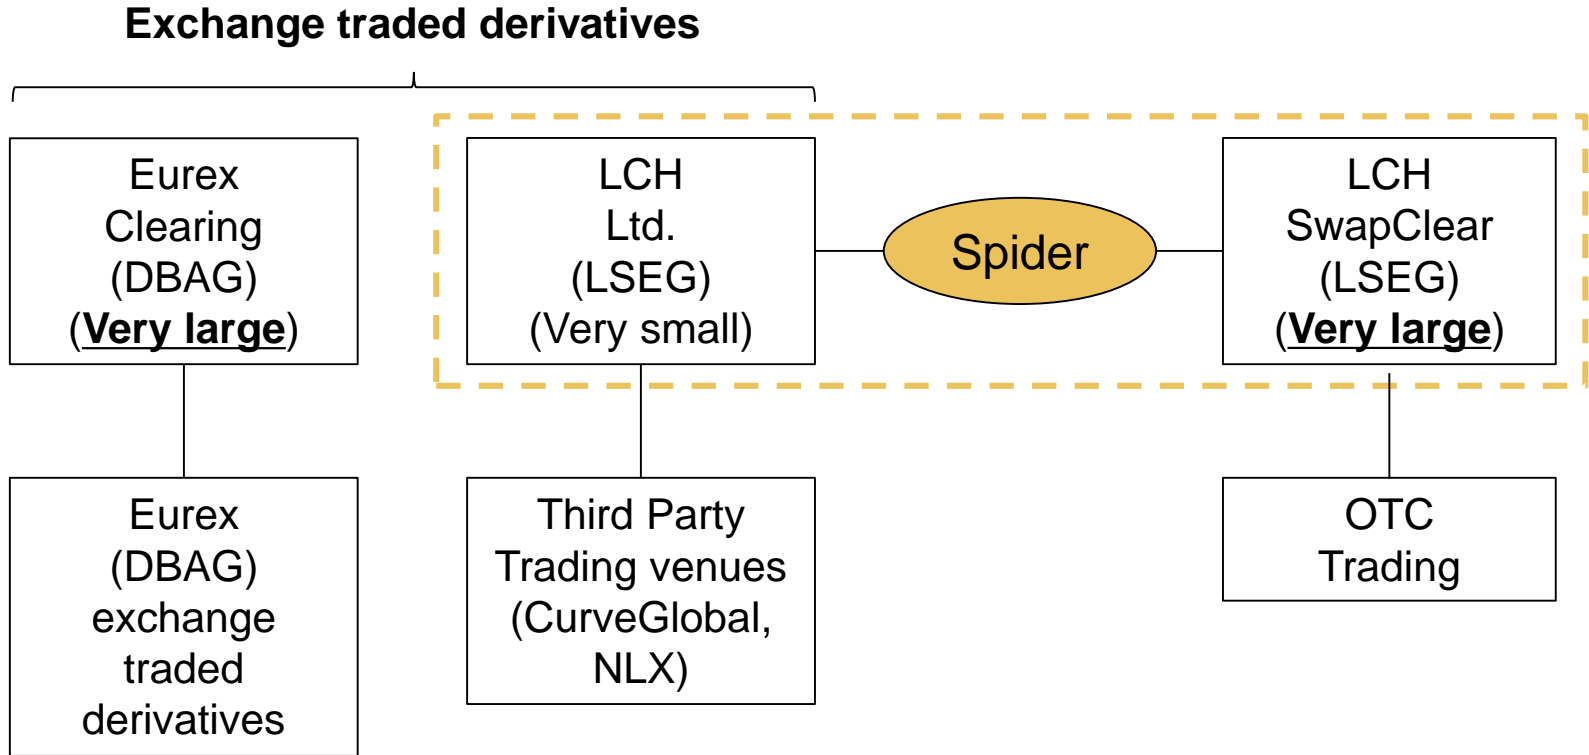 Exchange traded derivatives
Eurex
Clearing
(DBAG)
(Very large)
LCH
Ltd.
(LSEG)
(Very small)
Spider
LCH
SwapClear
(LSEG)
(Very large)
Eurex
(DBAG)
exchange
traded
derivatives
Third Party
Trading venues
(CurveGlobal,
NLX)
OTC
Trading